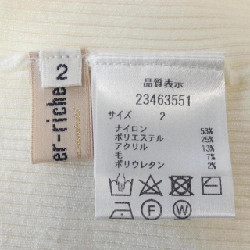 2
er-riche
品質表示
23463551
サイズ 2
ナイロン 53%
ポリエステル 25%
アクリル 13%
毛 7%
ポリウレタン 2%
F
W